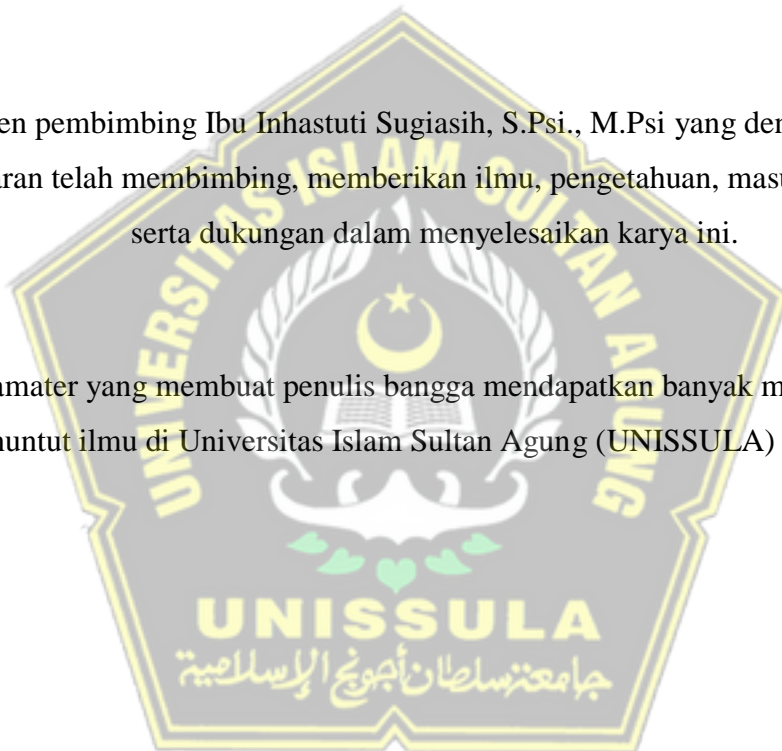 en pembimbing Ibu Inhastuti Sugiasih, S.Psi., M.Psi yang den
aran telah membimbing, memberikan ilmu, pengetahuan, masu
serta dukungan dalam menyelesaikan karya ini.
amater yang membuat penulis bangga mendapatkan banyak m
nuntut ilmu di Universitas Islam Sultan Agung (UNISSULA)
UNIVERSITAS ISLAM SULTAN AGUNG
UNISSULA
جامعة سلطان أجونج الإسلامية